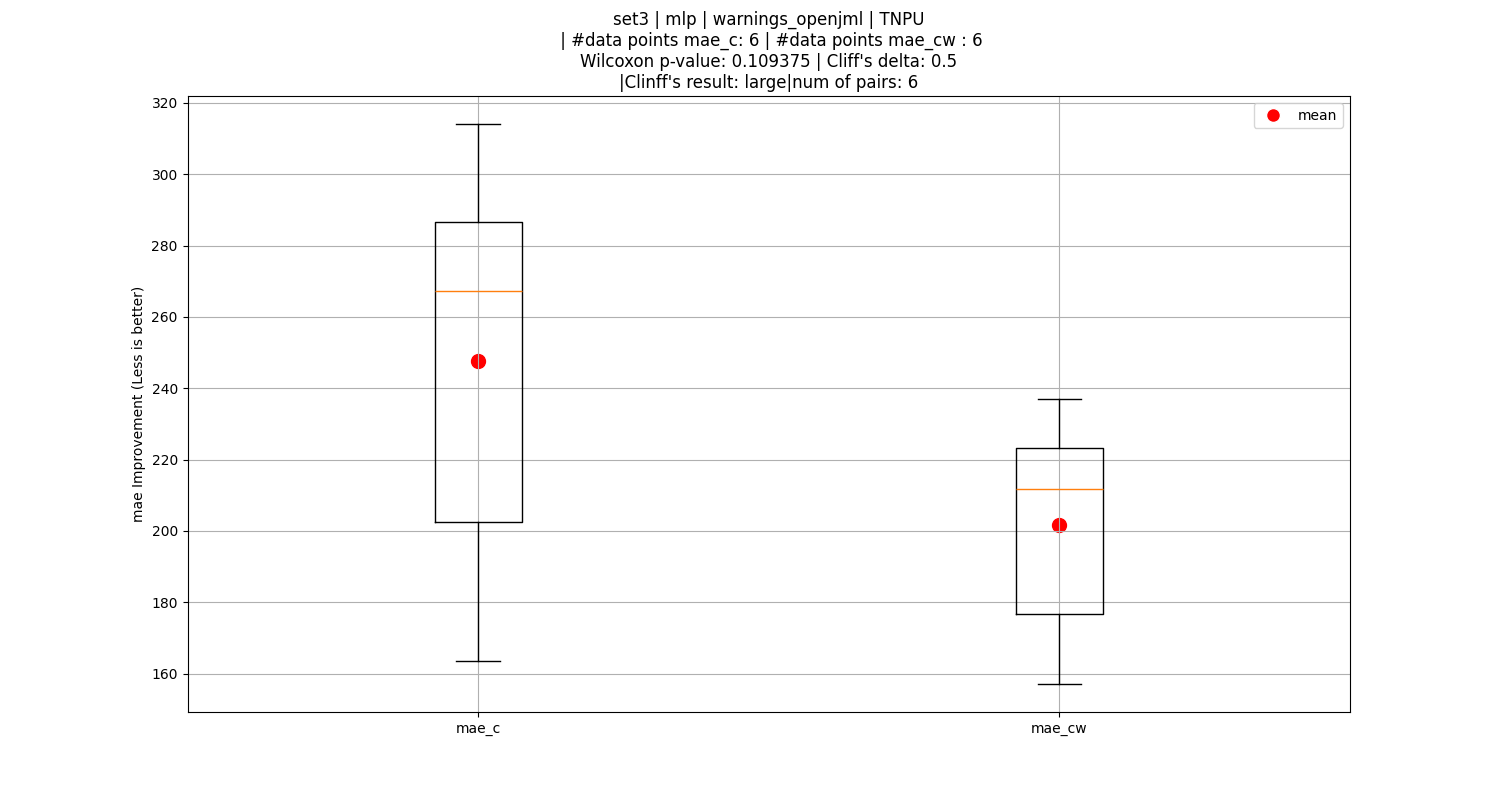 set3 | mlp | warnings_openjml | TNPU
| #data points mae_c: 6 | #data points mae_cw : 6
Wilcoxon p-value: 0.109375 | Cliff's delta: 0.5
|Clinff's result: large|num of pairs: 6
mean
320
300
280
260
240
220
200
180
160
mae Improvement (Less is better)
mae_c
mae_cw